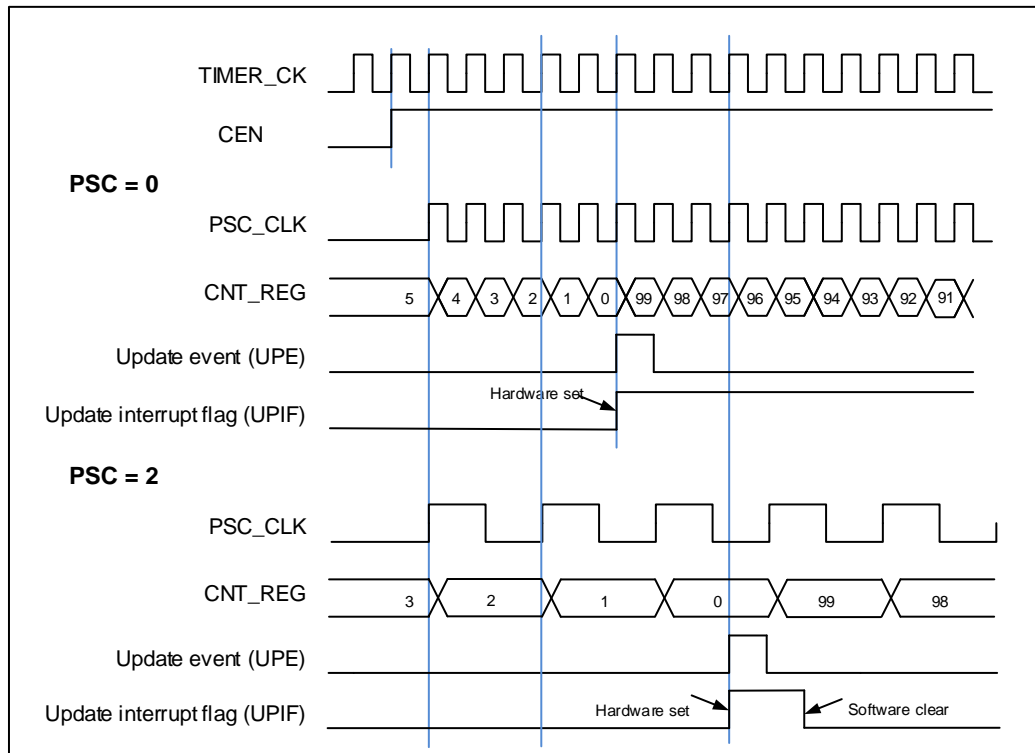 TIMER_CK
CEN
PSC = 0
PSC_CLK
CNT_REG 5 4 3 2 1 0 99 98 97 96 95 94 93 92 91
Update event (UPE)
Hardware set
Update interrupt flag (UPIF)
PSC = 2
PSC_CLK
CNT_REG 3 2 1 0 99 98
Update event (UPE)
Update interrupt flag (UPIF) Hardware set Software clear